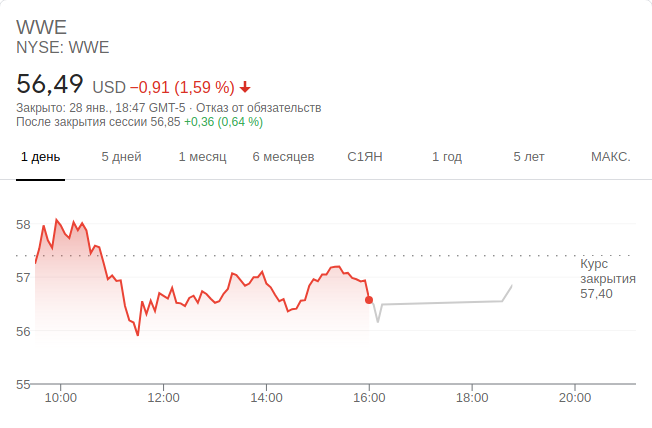 WWE
NYSE: WWE
56,49 USD −0,91 (1,59 %)
Закрыто: 28 янв., 18:47 GMT-5 · Отказ от обязательств
После закрытия сессии 56,85 +0,36 (0,64 %)
1 день 5 дней 1 месяц 6 месяцев С1ЯН 1 год 5 лет МАКС.
58
57
56
55
Курс
закрытия
57,40
10:00 12:00 14:00 16:00 18:00 20:00